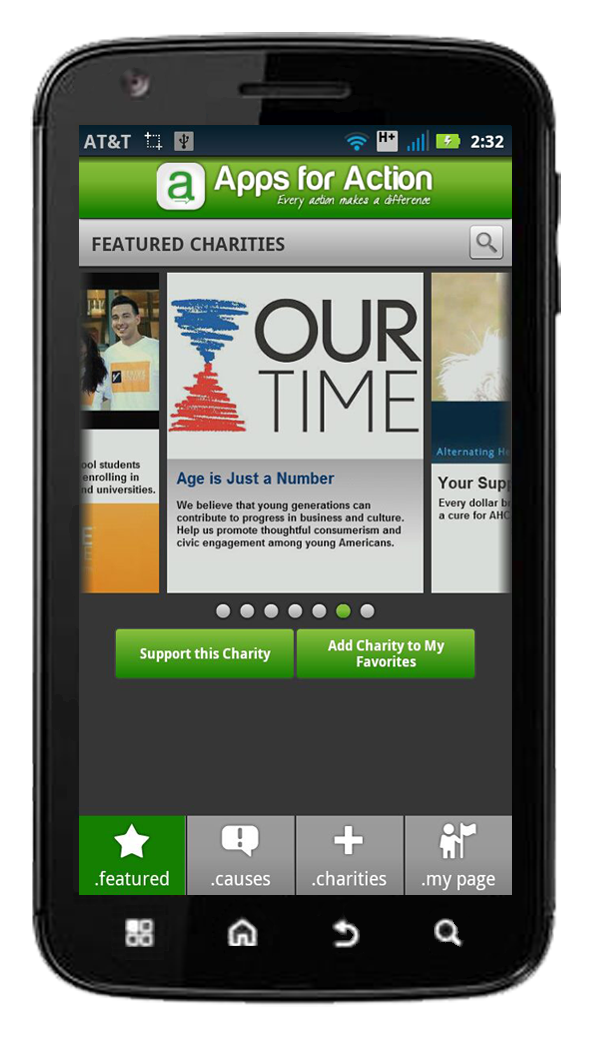 AT&T H+ 2:32
a Apps for Action
Every action makes a difference
FEATURED CHARITIES
OUR
TIME
ool students
enrolling in
nd universities.
Age is Just a Number
We believe that young generations can
contribute to progress in business and culture.
Help us promote thoughtful consumerism and
civic engagement among young Americans.
Alternating He
Your Supp
Every dollar b
a cure for AHC
Support this Charity
Add Charity to My
Favorites
.featured
.causes
.charities
.my page